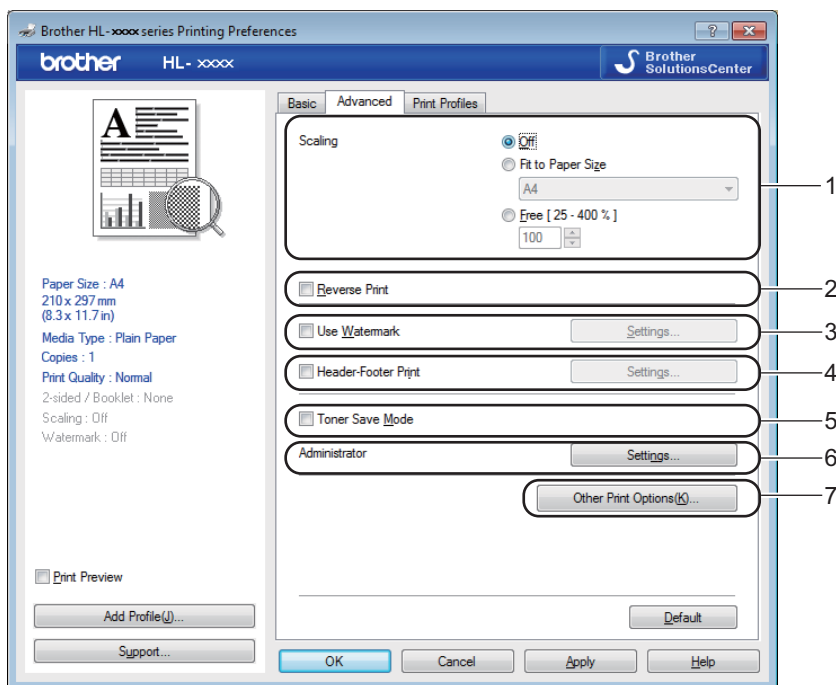 Brother HL-xxxx series Printing Preferences
brother HL- xxxx
Brother
SolutionsCenter
A
Paper Size : A4
210 x 297 mm
(8.3 x 11.7 in)
Media Type : Plain Paper
Copies : 1
Print Quality : Normal
2-sided / Booklet : None
Scaling : Off
Watermark : Off
Print Preview
Add Profile(J)...
Support...
Basic Advanced Print Profiles
Scaling
Off
Fit to Paper Size
A4
Free [ 25 - 400 % ]
100
1
Reverse Print
2
Use Watermark Settings...
3
Header-Footer Print Settings...
4
Toner Save Mode
5
Administrator Settings...
6
Other Print Options(K)...
7
Default
OK Cancel Apply Help